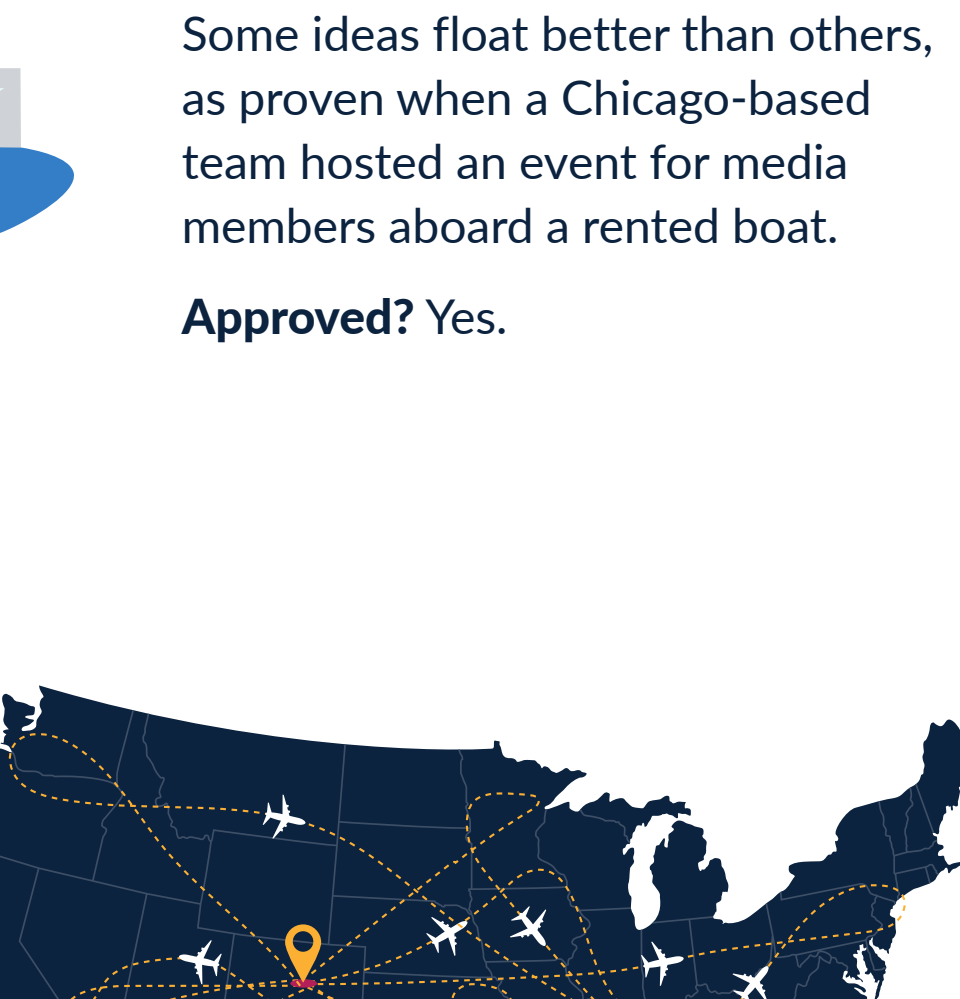 Some ideas float better than others,
as proven when a Chicago-based
team hosted an event for media
members aboard a rented boat.
Approved? Yes.